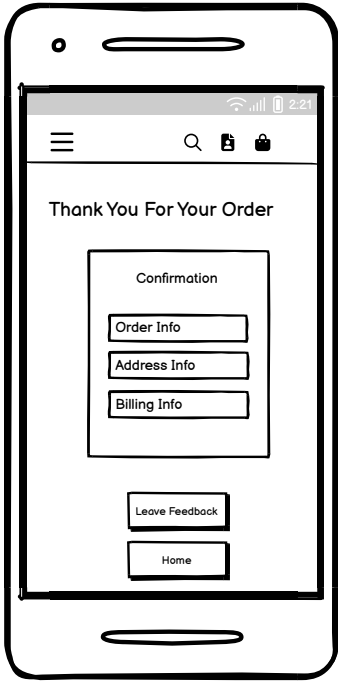 2:21
Thank You For Your Order
Confirmation
Order Info
Address Info
Billing Info
Leave Feedback
Home